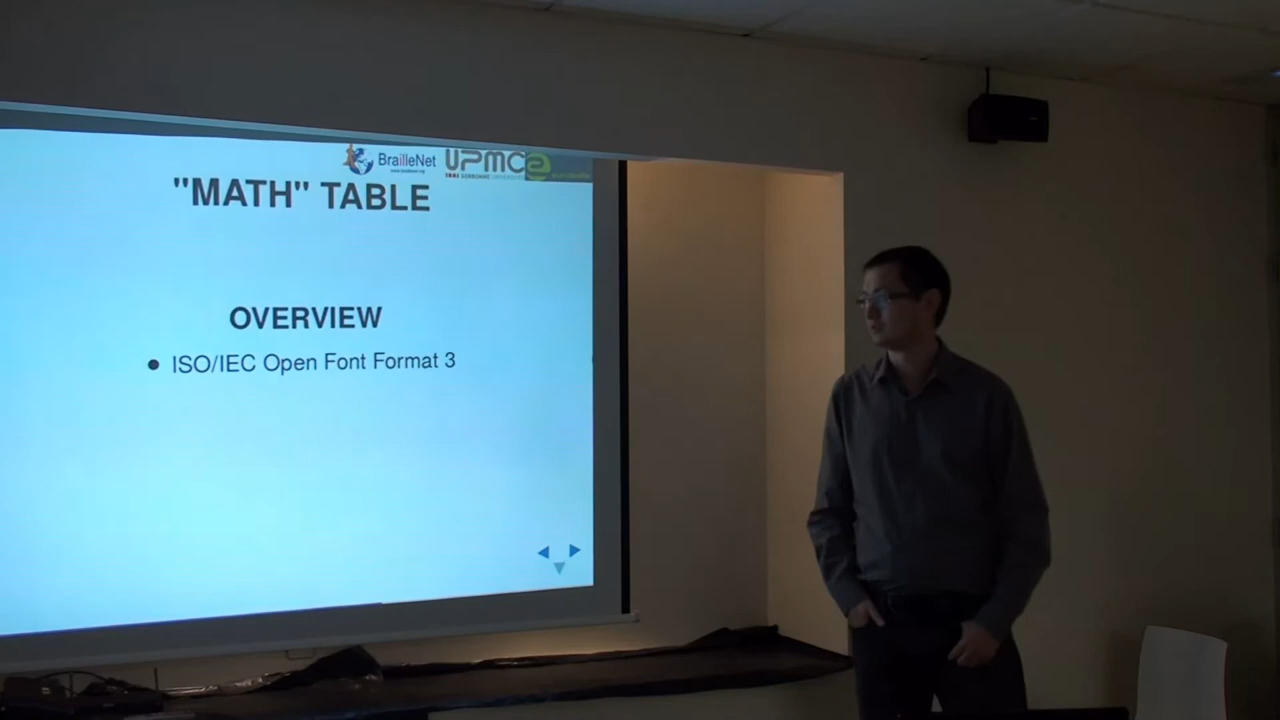 BrailleNet
UPMC
"MATH" TABLE
OVERVIEW
● ISO/IEC Open Font Format 3